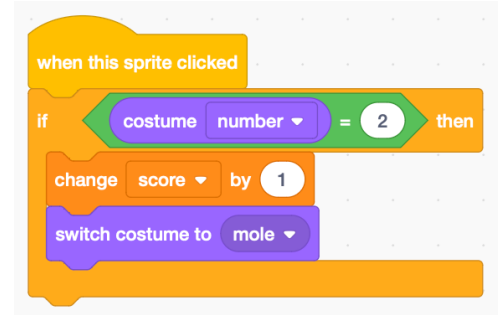 when this sprite clicked
if costume number = 2 then
change score by 1
switch costume to mole